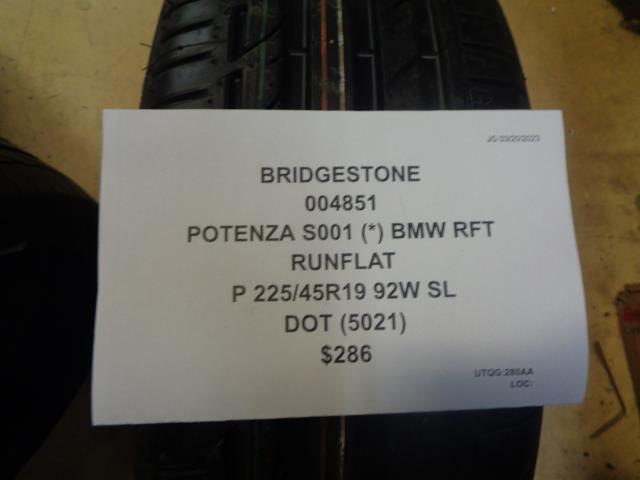 JG 03/20/2023
BRIDGESTONE
004851
POTENZA S001 (*) BMW RFT
RUNFLAT
P 225/45R19 92W SL
DOT (5021)
$286
UTQG:280AA
LOC: